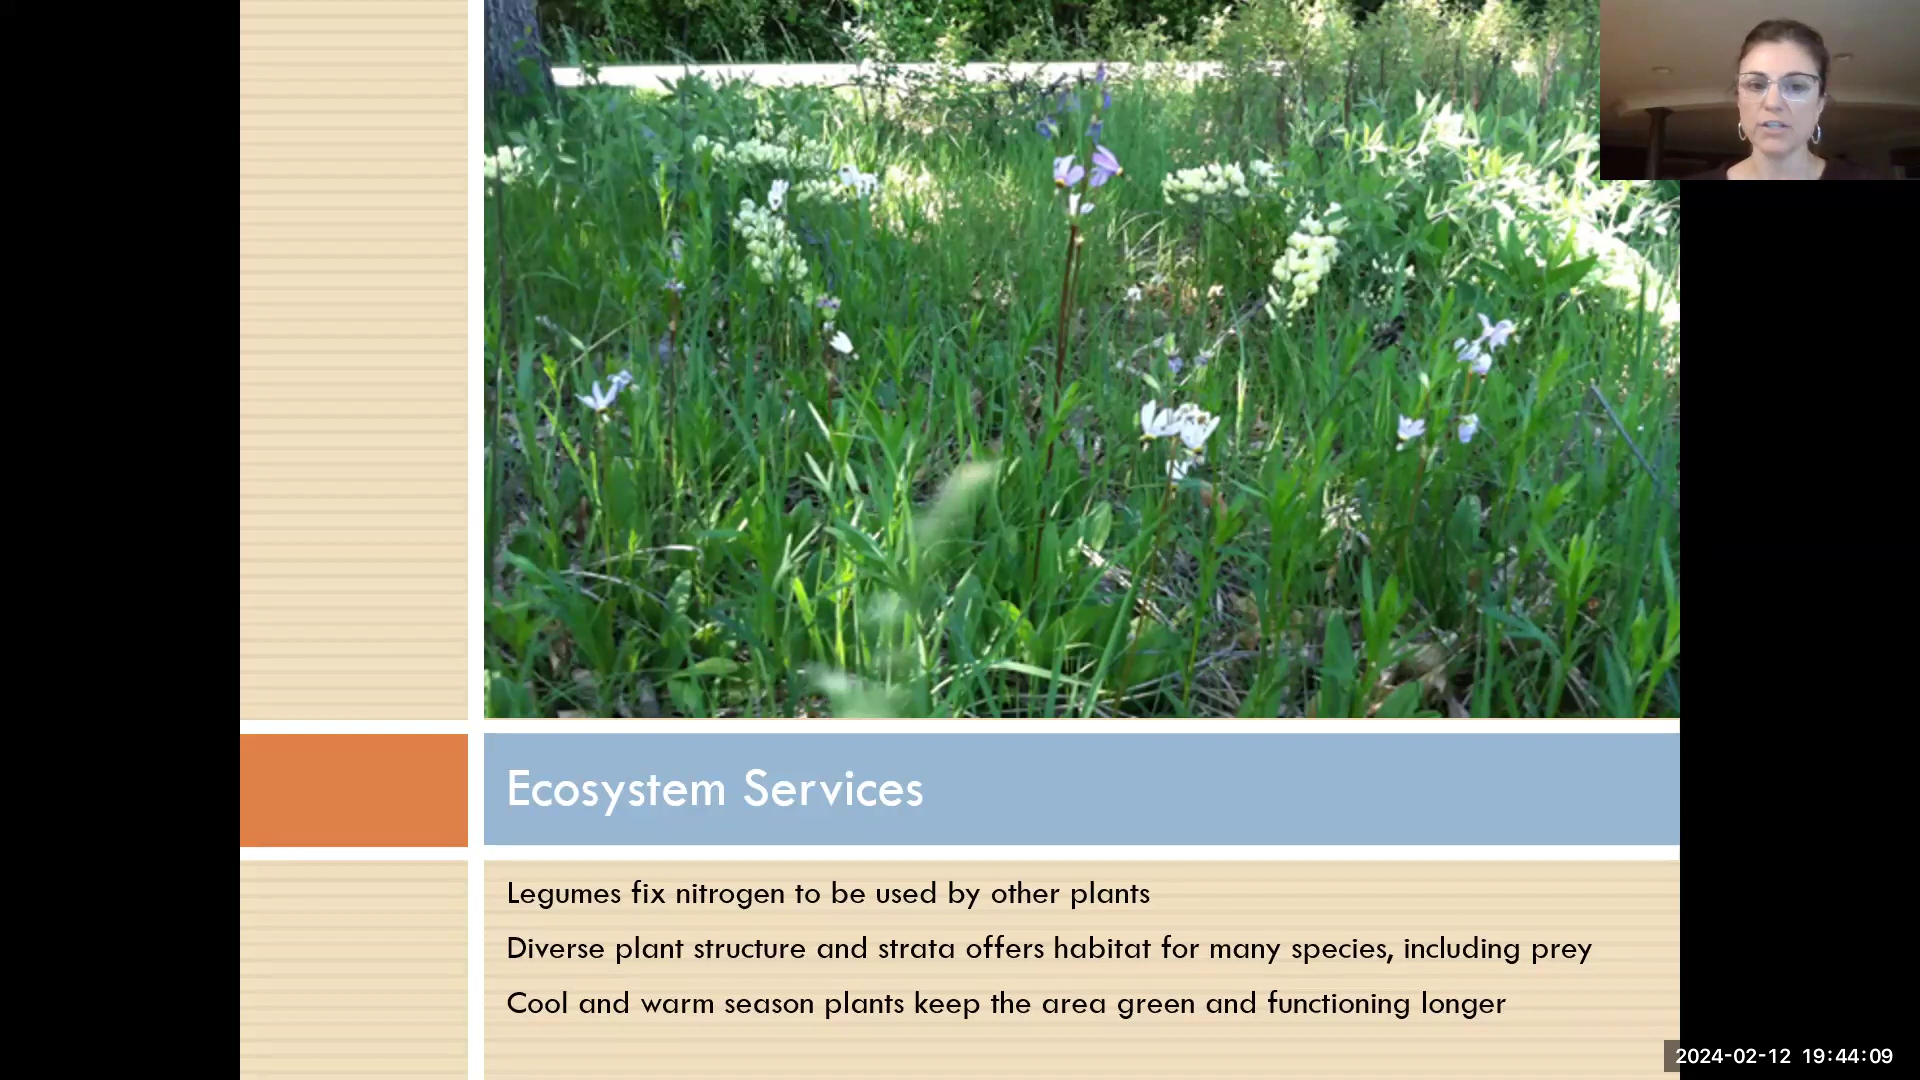 Ecosystem Services
Legumes fix nitrogen to be used by other plants
Diverse plant structure and strata offers habitat for many species, including prey
Cool and warm season plants keep the area green and functioning longer
2024-02-12 19:44:09